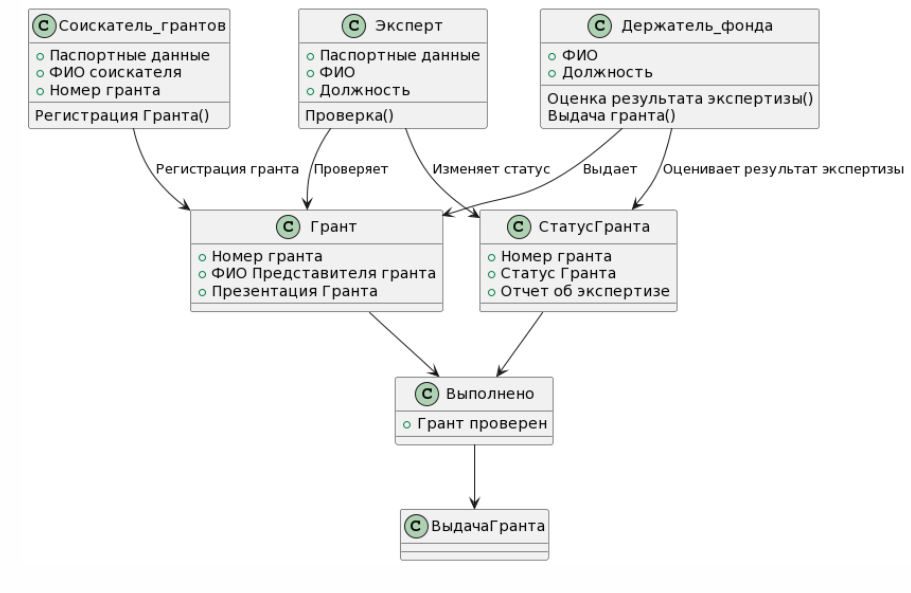 C Соискатель_грантов
Паспортные данные
ФИО соискателя
Номер гранта
Регистрация Гранта()
C Эксперт
Паспортные данные
ФИО
Должность
Проверка()
C Держатель_фонда
ФИО
Должность
Оценка результата экспертизы()
Выдача гранта()
Регистрация гранта
Проверяет
Изменяет статус
Выдает
Оценивает результат экспертизы
C Грант
Номер гранта
ФИО Представителя гранта
Презентация Гранта
C СтатусГранта
Номер гранта
Статус Гранта
Отчет об экспертизе
C Выполнено
Грант проверен
C ВыдачаГранта